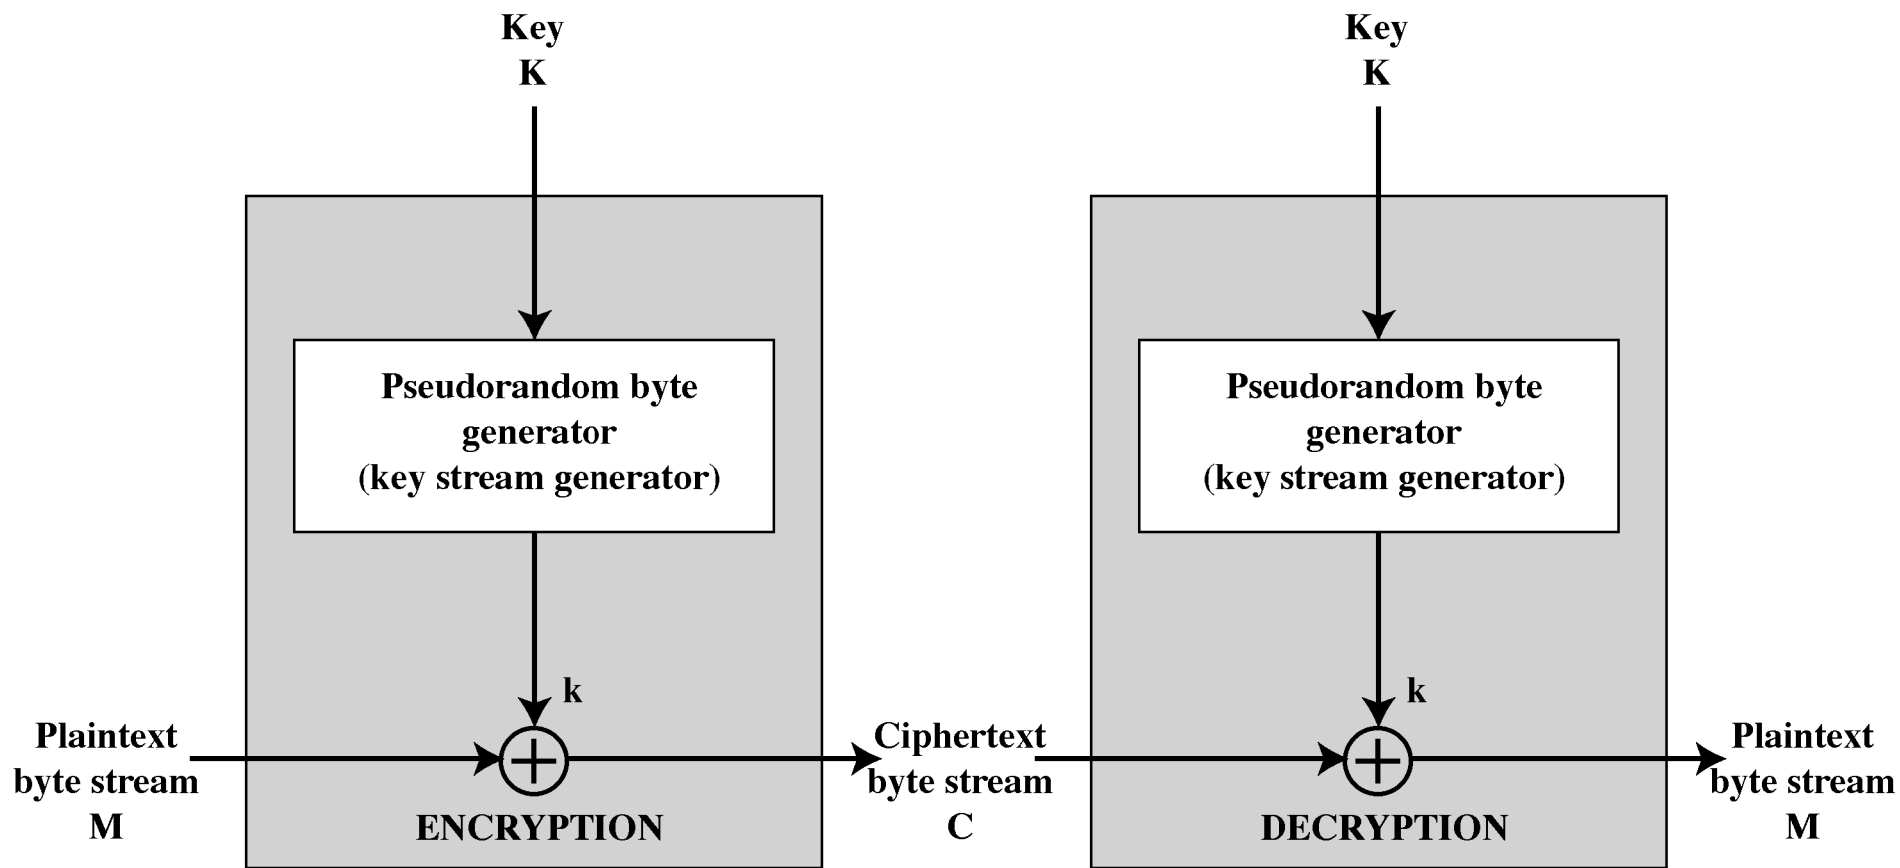 Key
K
Key
K
Pseudorandom byte
generator
(key stream generator)
Pseudorandom byte
generator
(key stream generator)
k
k
Plaintext
byte stream
M
ENCRYPTION
Ciphertext
byte stream
C
DECRYPTION
Plaintext
byte stream
M